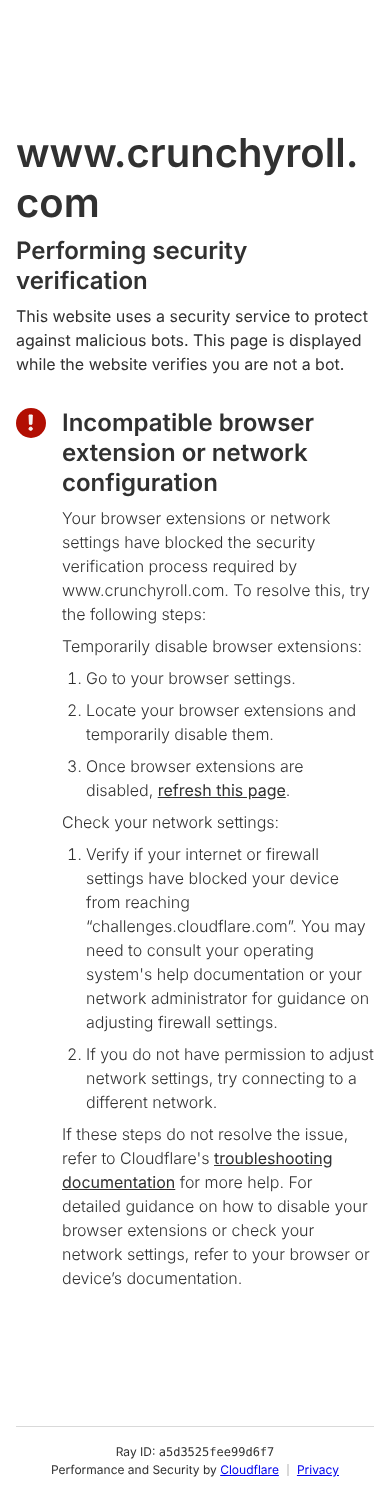 www.crunchyroll.
com
Performing security
verification
This website uses a security service to protect
against malicious bots. This page is displayed
while the website verifies you are not a bot.
Incompatible browser
extension or network
configuration
Your browser extensions or network
settings have blocked the security
verification process required by
www.crunchyroll.com. To resolve this, try
the following steps:
Temporarily disable browser extensions:
1. Go to your browser settings.
2. Locate your browser extensions and
temporarily disable them.
3. Once browser extensions are
disabled, refresh this page.
Check your network settings:
1. Verify if your internet or firewall
settings have blocked your device
from reaching
“challenges.cloudflare.com”. You may
need to consult your operating
system's help documentation or your
network administrator for guidance on
adjusting firewall settings.
2. If you do not have permission to adjust
network settings, try connecting to a
different network.
If these steps do not resolve the issue,
refer to Cloudflare's troubleshooting
documentation for more help. For
detailed guidance on how to disable your
browser extensions or check your
network settings, refer to your browser or
device’s documentation.
Ray ID: a5d3525fee99d6f7
Performance and Security by Cloudflare | Privacy